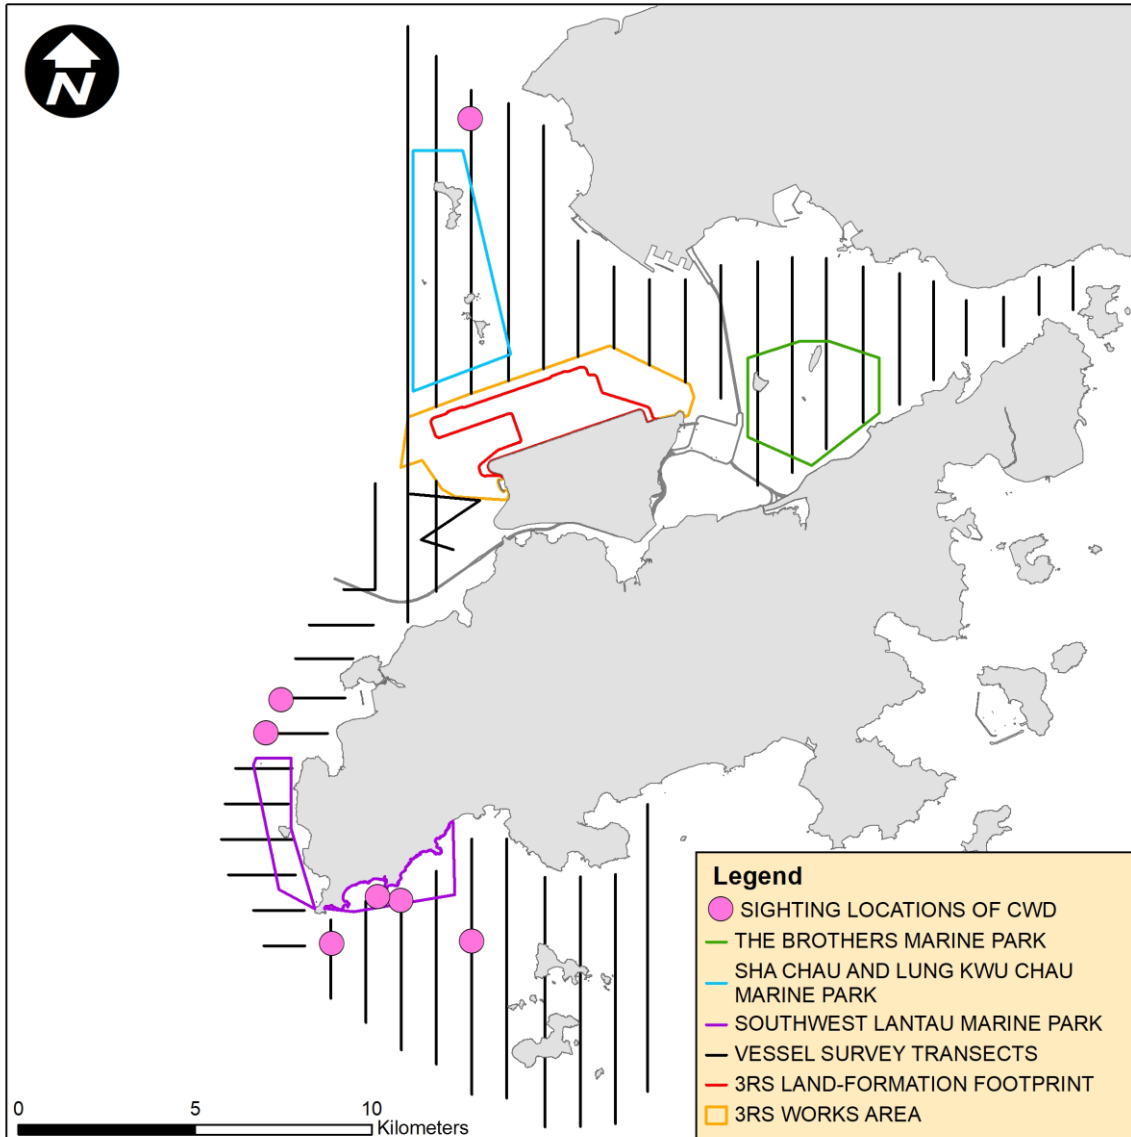 N
Legend
SIGHTING LOCATIONS OF CWD
THE BROTHERS MARINE PARK
SHA CHAU AND LUNG KWU CHAU
MARINE PARK
SOUTHWEST LANTAU MARINE PARK
VESSEL SURVEY TRANSECTS
3RS LAND-FORMATION FOOTPRINT
3RS WORKS AREA
0 5 10
Kilometers